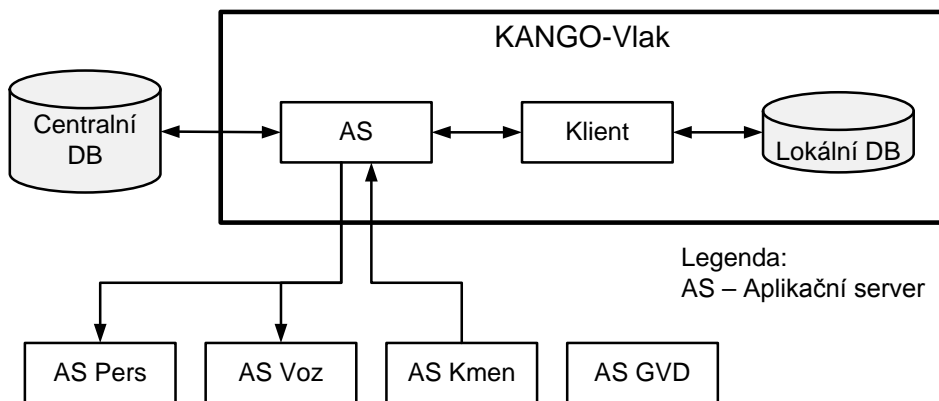 KANGO-Vlak
Centralní
DB
AS
Klient
Lokální DB
Legenda:
AS – Aplikační server
AS Pers
AS Voz
AS Kmen
AS GVD